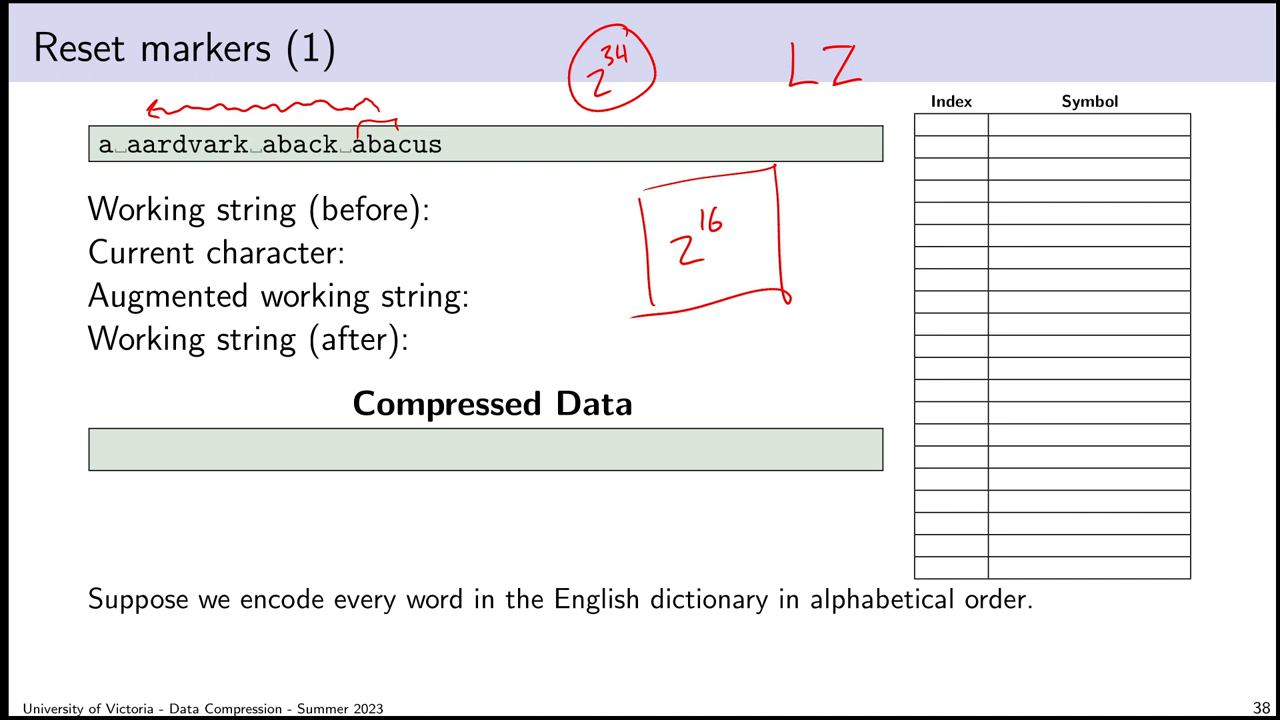 Reset markers (1)
2^34
LZ
a␣aardvark␣aback␣abacus
Index Symbol
Working string (before):
2^16
Current character:
Augmented working string:
Working string (after):
Compressed Data
Suppose we encode every word in the English dictionary in alphabetical order.
University of Victoria - Data Compression - Summer 2023
38